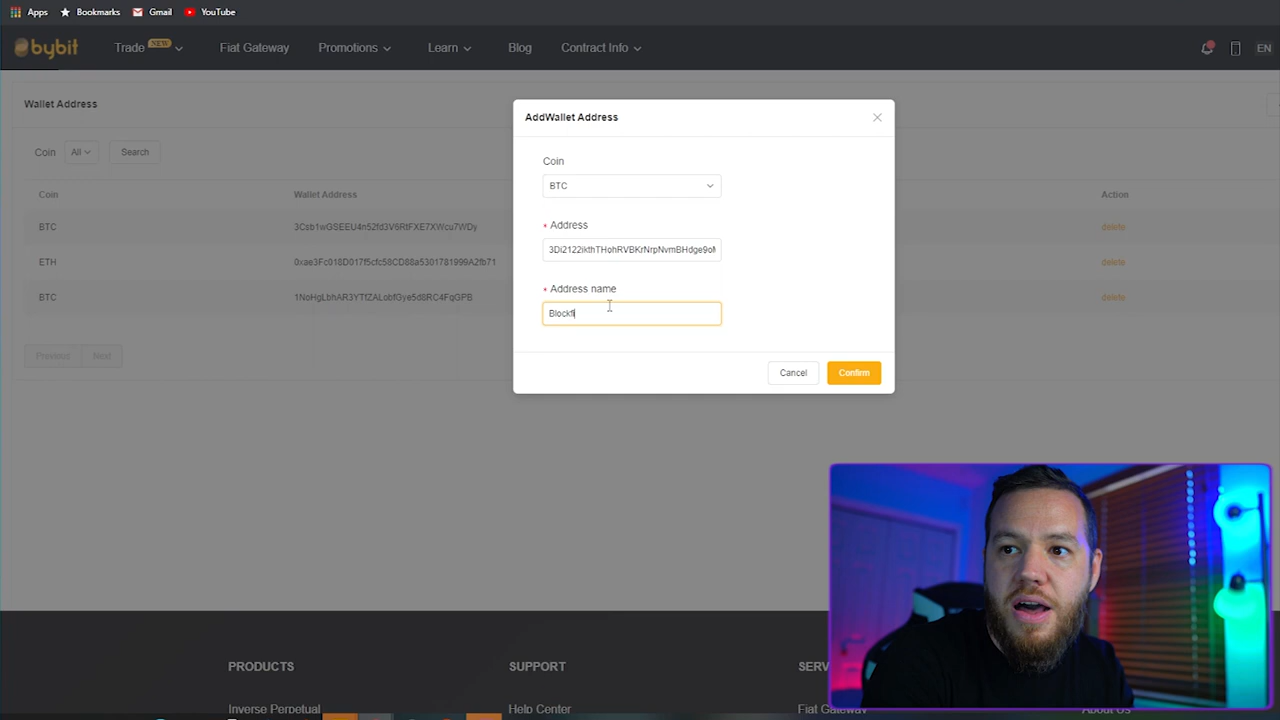 Apps Bookmarks Gmail YouTube
bybit Trade NEW Fiat Gateway Promotions Learn Blog Contract Info EN
Wallet Address
AddWallet Address
Coin All Search
Coin
BTC
Coin Wallet Address Action
Address
BTC 3Csb1wGSEEU4n52fd3V6RtFXE7XWcu7WDy delete
3Di2122ikthTHohRVBKrNrpNvmBHdge9o
ETH 0xae3Fc018D017f5cfc58CD88a5301781999A2fb71 delete
Address name
BTC 1NoHgLbhAR3YTfZALobfGye5d8RC4FqGPB delete
Blockfi
Previous Next
Cancel Confirm
PRODUCTS SUPPORT SERV
Inverse Perpetual Help Center Fiat Gateway About Us